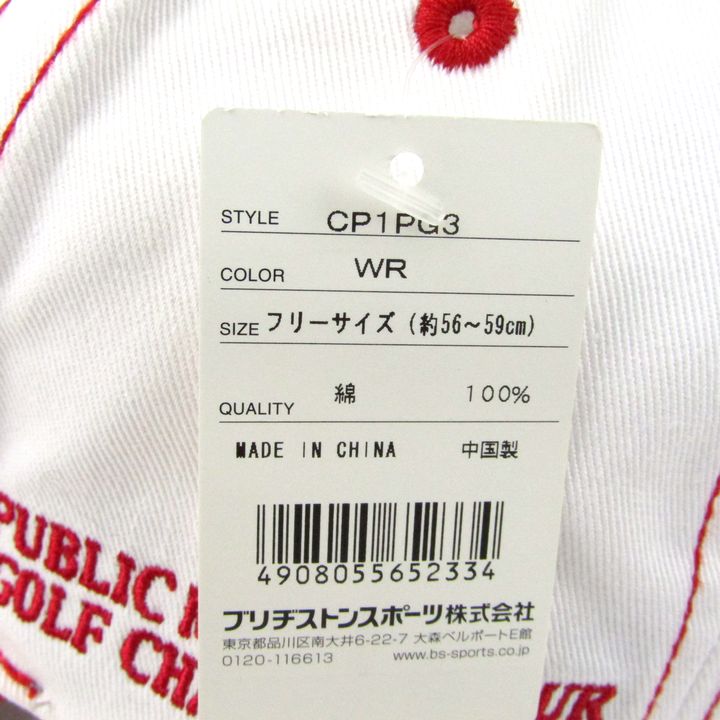 STYLE CP1PG3
COLOR WR
SIZE フリーサイズ (約56〜59cm)
QUALITY 綿 100%
MADE IN CHINA 中国製
4908055652334
ブリヂストンスポーツ株式会社
東京都品川区南大井6-22-7 大森ベルポートE館
0120-116613 www.bs-sports.co.jp
PUBLIC
GOLF